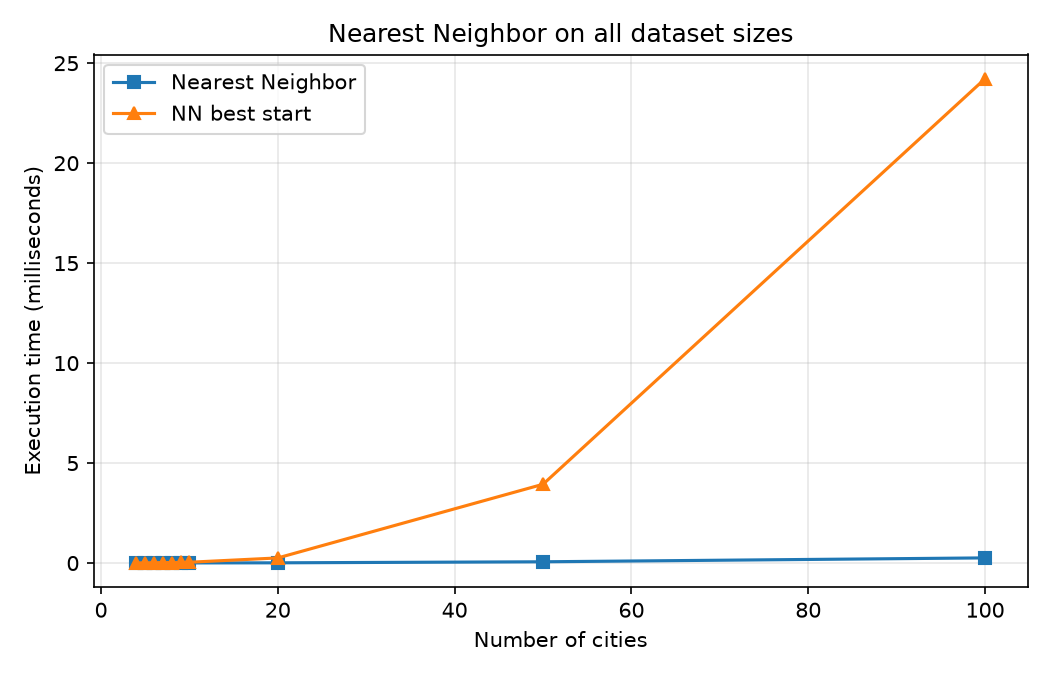 Nearest Neighbor on all dataset sizes
Nearest Neighbor
NN best start
Execution time (milliseconds)
25
20
15
10
5
0
0 20 40 60 80 100
Number of cities